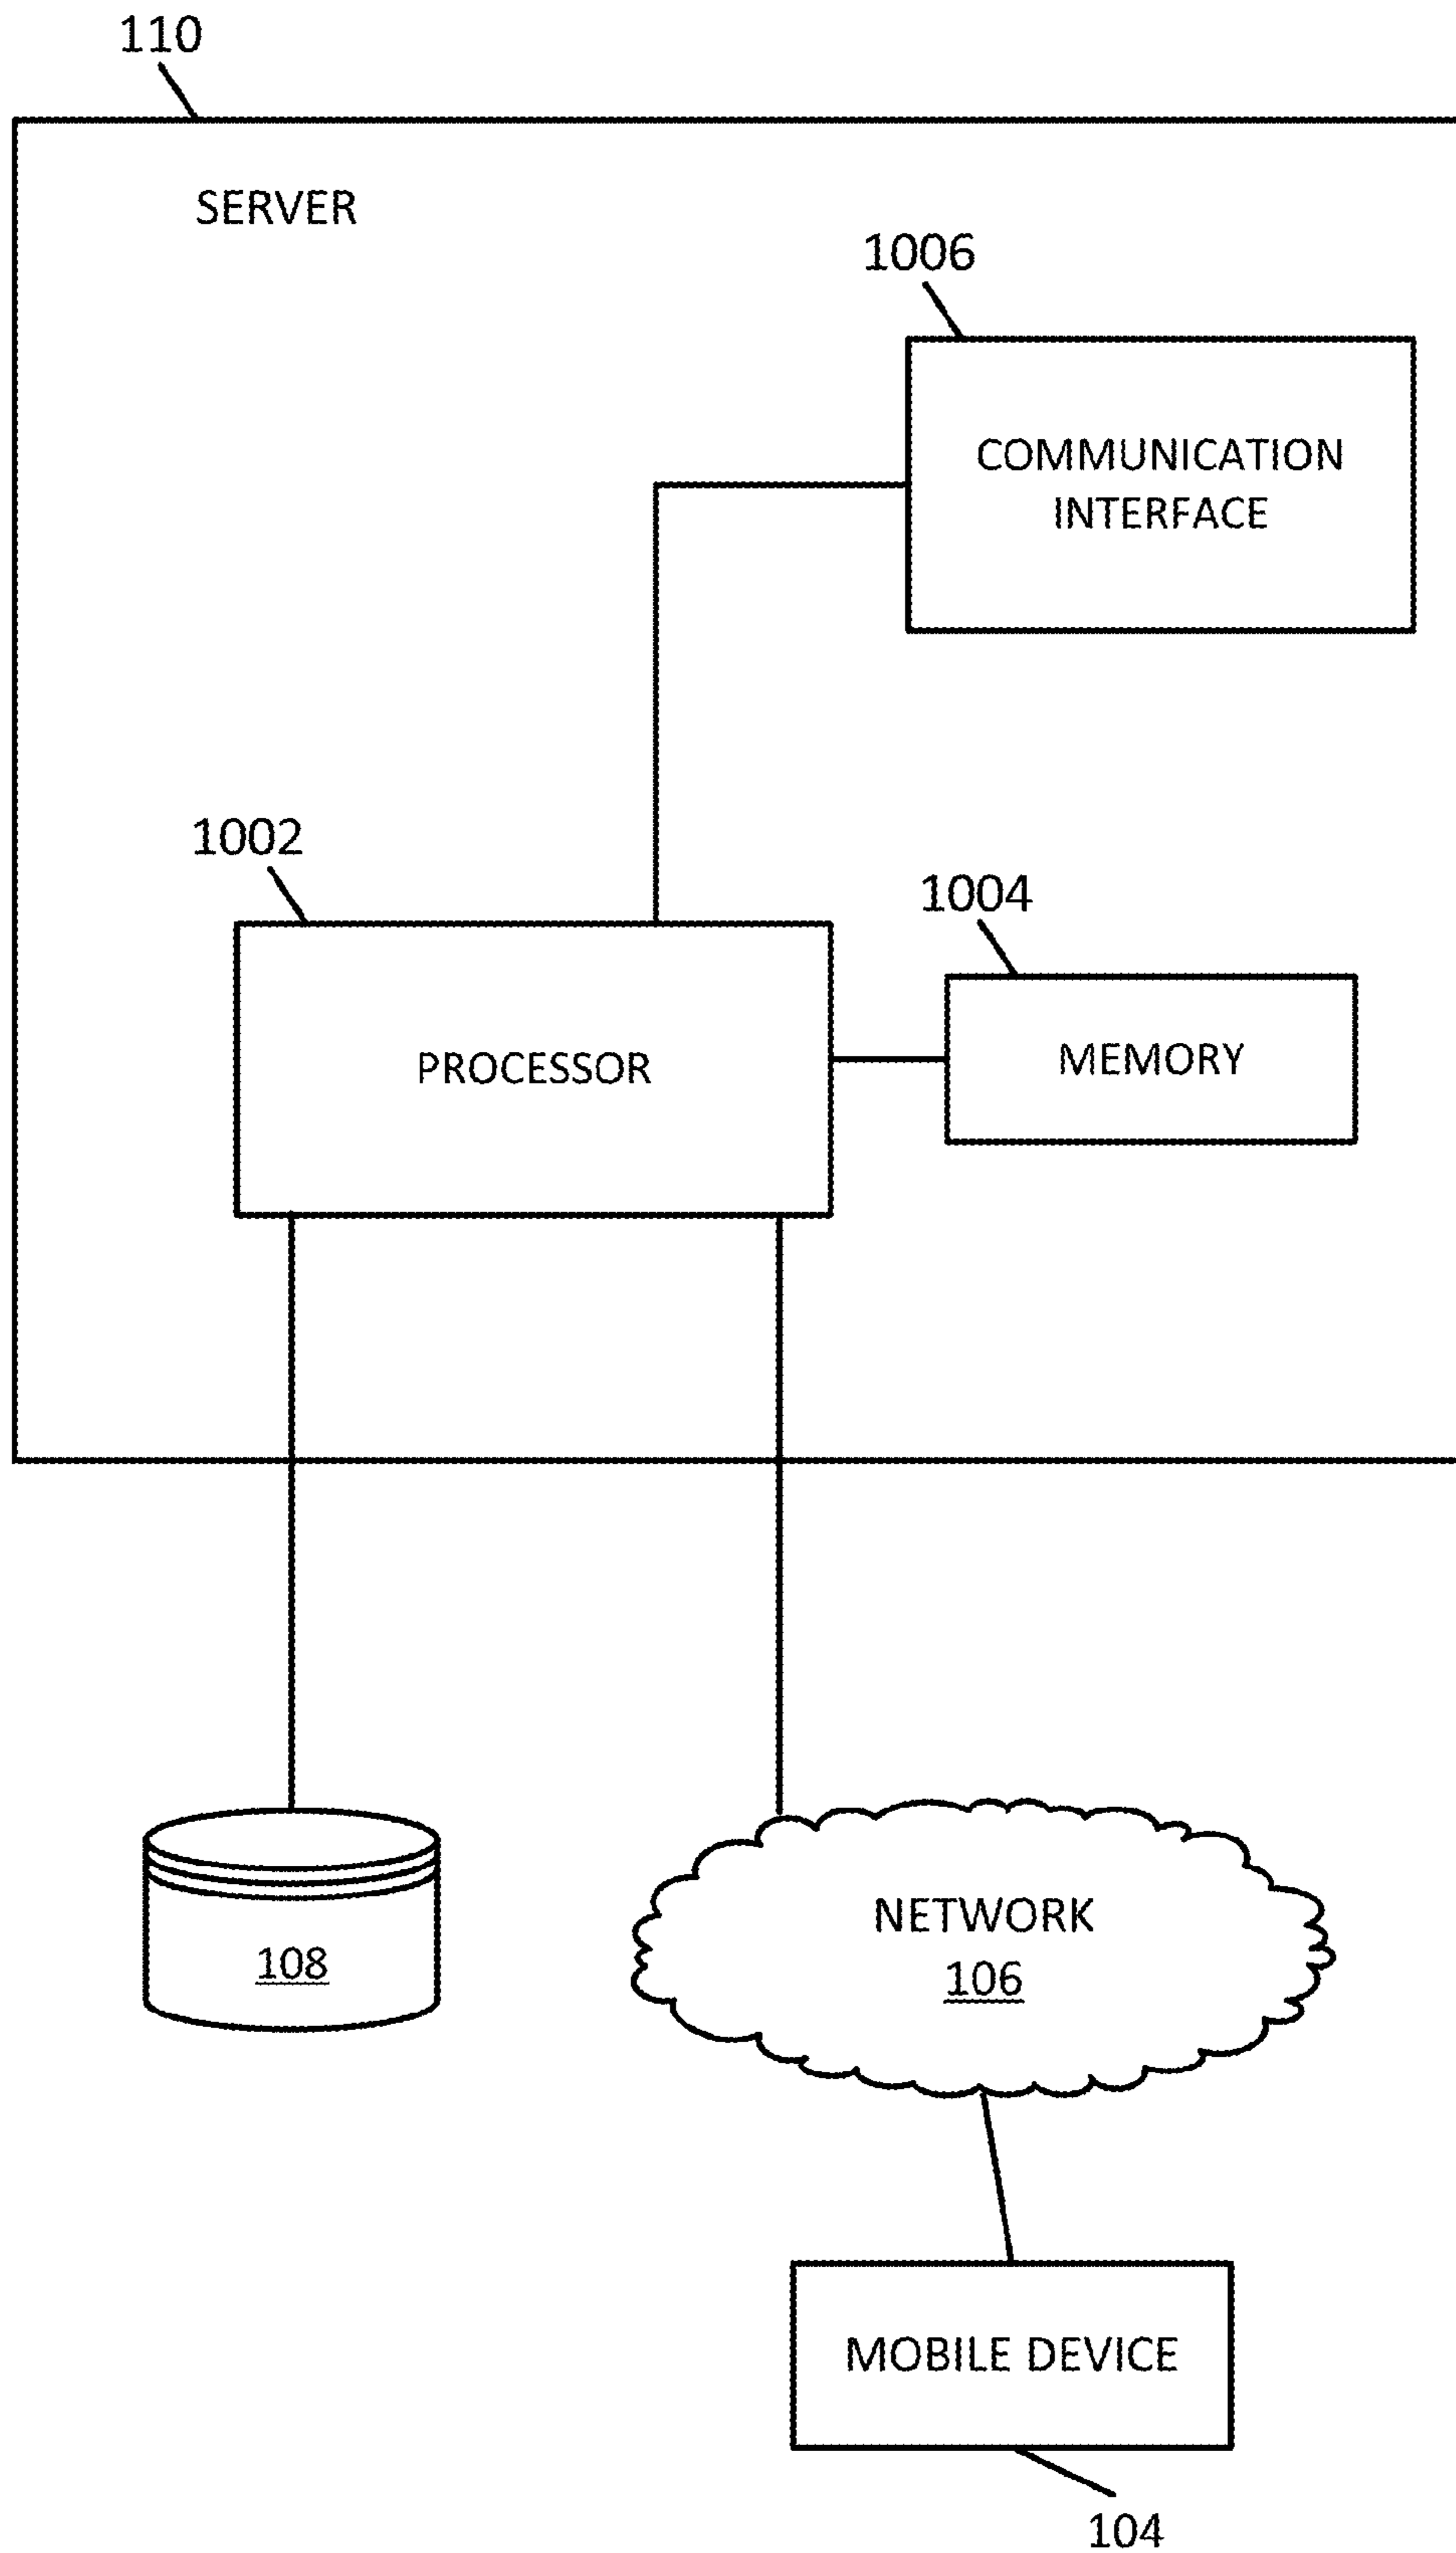 110
SERVER
1006
COMMUNICATION
INTERFACE
1002
1004
PROCESSOR
MEMORY
NETWORK
108
106
MOBILE DEVICE
104